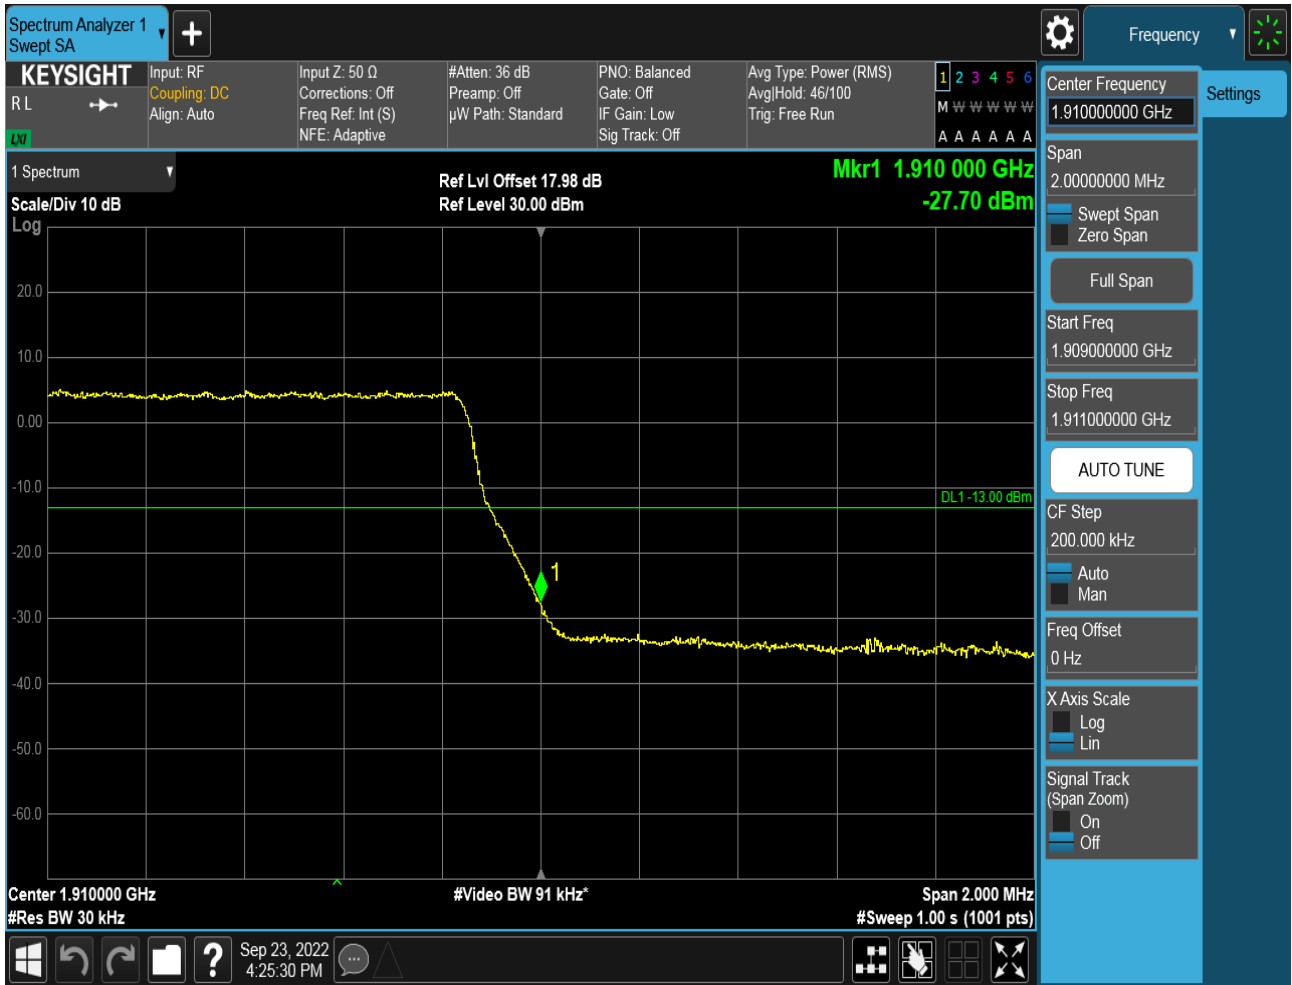 Spectrum Analyzer 1
Swept SA
Frequency
KEYSIGHT
R L
LXI
Input: RF
Coupling: DC
Align: Auto
Input Z: 50 Ω
Corrections: Off
Freq Ref: Int (S)
NFE: Adaptive
#Atten: 36 dB
Preamp: Off
µW Path: Standard
PNO: Balanced
Gate: Off
IF Gain: Low
Sig Track: Off
Avg Type: Power (RMS)
Avg|Hold: 46/100
Trig: Free Run
1 2 3 4 5 6
M W W W W W
A A A A A A
1 Spectrum
Scale/Div 10 dB
Log
Ref Lvl Offset 17.98 dB
Ref Level 30.00 dBm
Mkr1 1.910 000 GHz
-27.70 dBm
20.0
10.0
0.00
-10.0
-20.0
-30.0
-40.0
-50.0
-60.0
DL1 -13.00 dBm
1
Center 1.910000 GHz
#Res BW 30 kHz
#Video BW 91 kHz*
Span 2.000 MHz
#Sweep 1.00 s (1001 pts)
Center Frequency
1.910000000 GHz
Settings
Span
2.00000000 MHz
Swept Span
Zero Span
Full Span
Start Freq
1.909000000 GHz
Stop Freq
1.911000000 GHz
AUTO TUNE
CF Step
200.000 kHz
Auto
Man
Freq Offset
0 Hz
X Axis Scale
Log
Lin
Signal Track
(Span Zoom)
On
Off
?
Sep 23, 2022
4:25:30 PM